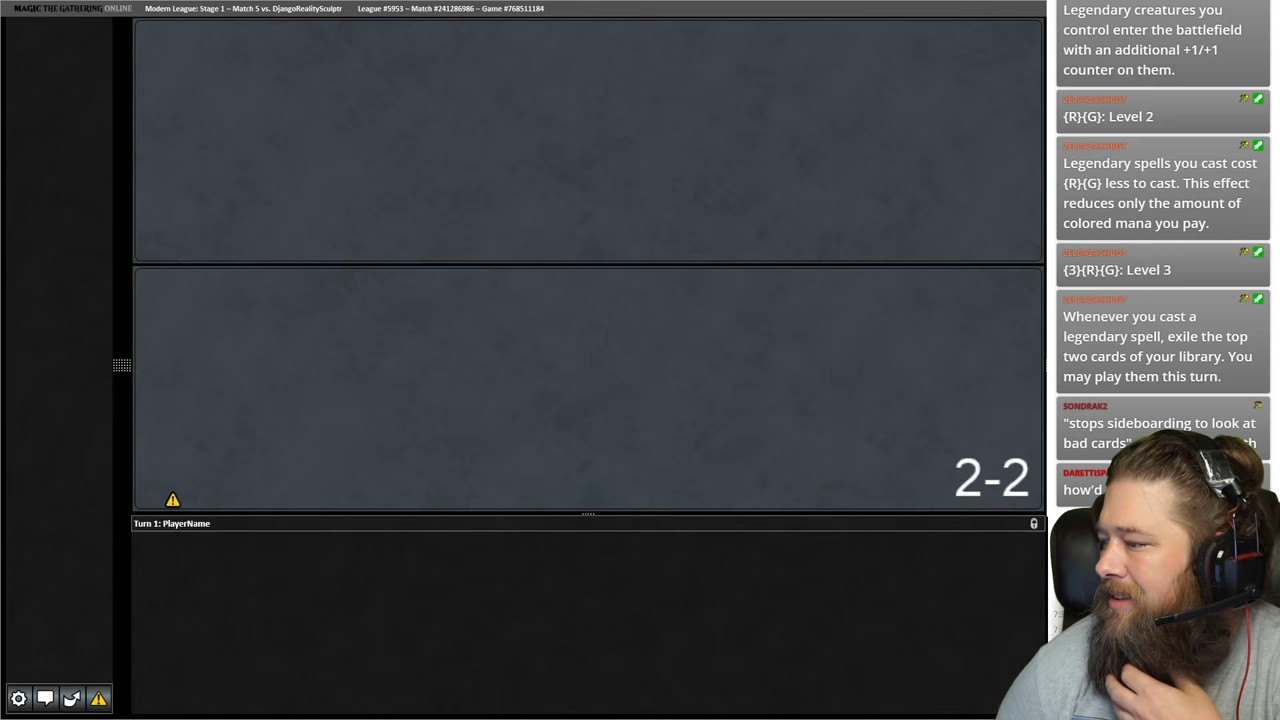 MAGIC THE GATHERING ONLINE Modern League: Stage 1 – Match 5 vs. DjangoRealitySculptr League #5953 – Match #241286986 – Game #768511184
2-2
Turn 1: PlayerName
Legendary creatures you
control enter the battlefield
with an additional +1/+1
counter on them.
{R}{G}: Level 2
Legendary spells you cast cost
{R}{G} less to cast. This effect
reduces only the amount of
colored mana you pay.
{3}{R}{G}: Level 3
Whenever you cast a
legendary spell, exile the top
two cards of your library. You
may play them this turn.
SONDRAK2
"stops sideboarding to look at
bad cards"
how'd